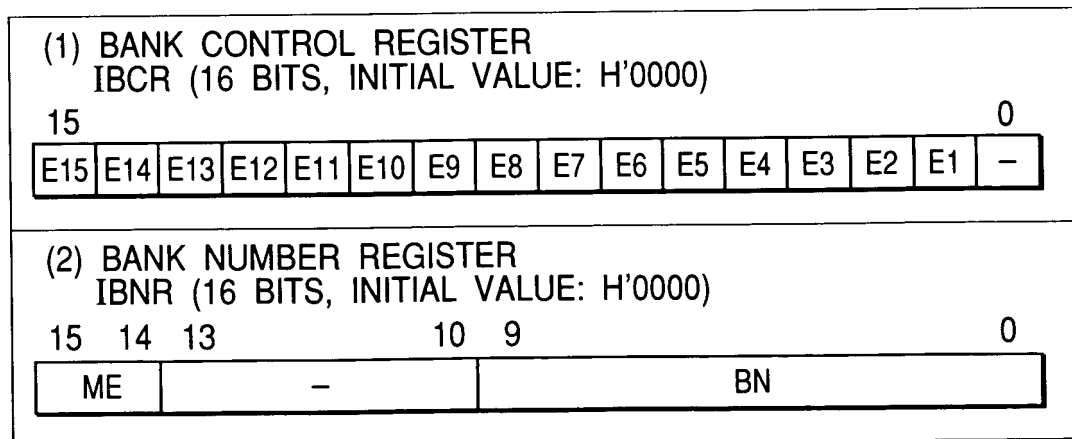 (1) BANK CONTROL REGISTER
IBCR (16 BITS, INITIAL VALUE: H'0000)
15 0
E15 E14 E13 E12 E11 E10 E9 E8 E7 E6 E5 E4 E3 E2 E1 –
(2) BANK NUMBER REGISTER
IBNR (16 BITS, INITIAL VALUE: H'0000)
15 14 13 10 9 0
ME – BN